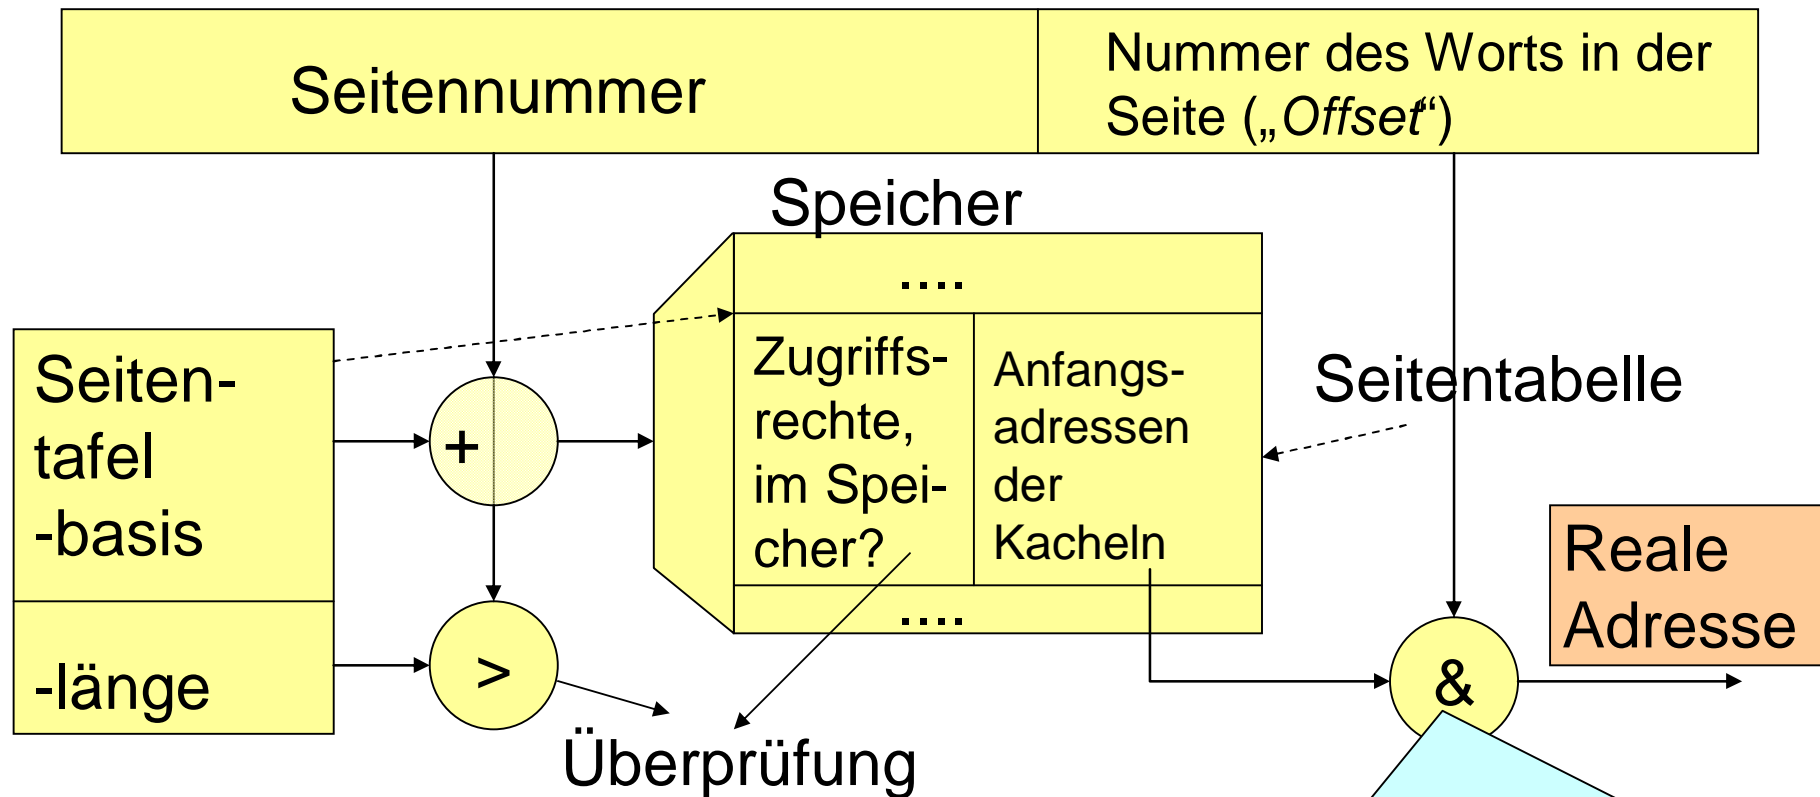 Seitennummer
Nummer des Worts in der
Seite („Offset“)
Speicher
....
Seiten-
tafel
-basis
-länge
+
>
Zugriffs-
rechte,
im Spei-
cher?
Anfangs-
adressen
der
Kacheln
....
Seitentabelle
Reale
Adresse
&
Überprüfung